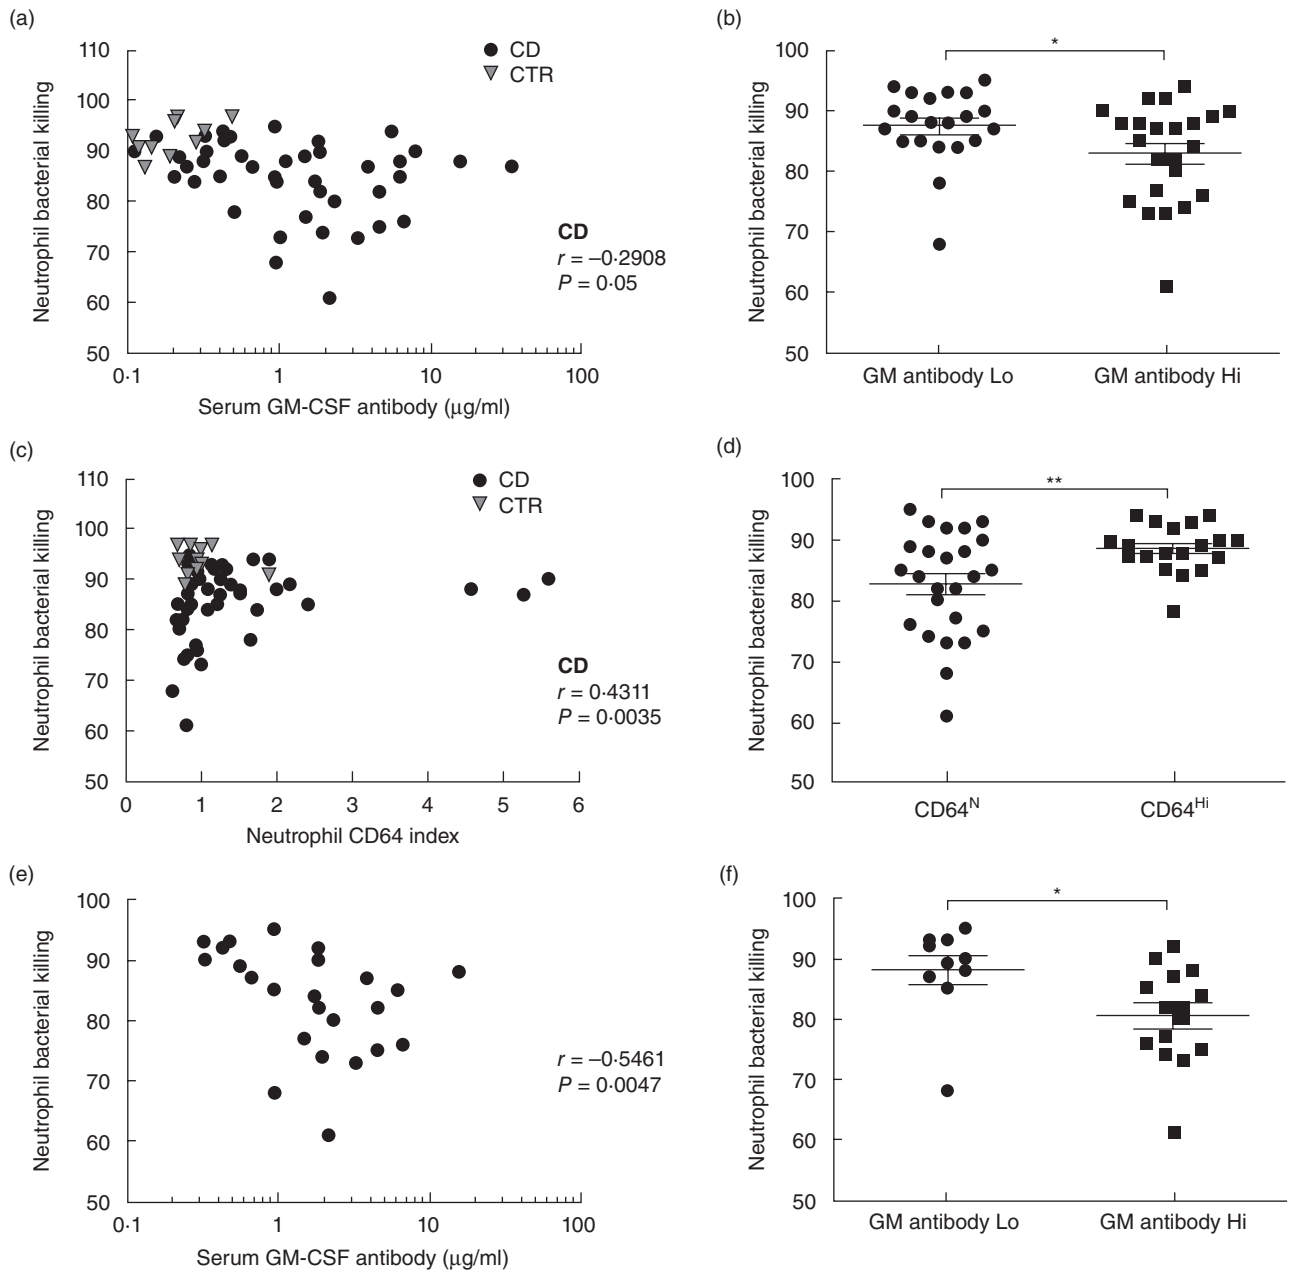 (a)
110
100
90
80
70
60
50
Neutrophil bacterial killing
CD
CTR
CD
r = –0·2908
P = 0·05
0·1 1 10 100
Serum GM-CSF antibody (μg/ml)
(b)
*
100
90
80
70
60
50
Neutrophil bacterial killing
GM antibody Lo GM antibody Hi
(c)
110
100
90
80
70
60
50
Neutrophil bacterial killing
CD
CTR
CD
r = 0·4311
P = 0·0035
0 1 2 3 4 5 6
Neutrophil CD64 index
(d)
**
100
90
80
70
60
50
Neutrophil bacterial killing
CD64N CD64Hi
(e)
100
90
80
70
60
50
Neutrophil bacterial killing
r = –0·5461
P = 0·0047
0·1 1 10 100
Serum GM-CSF antibody (μg/ml)
(f)
*
100
90
80
70
60
50
Neutrophil bacterial killing
GM antibody Lo GM antibody Hi